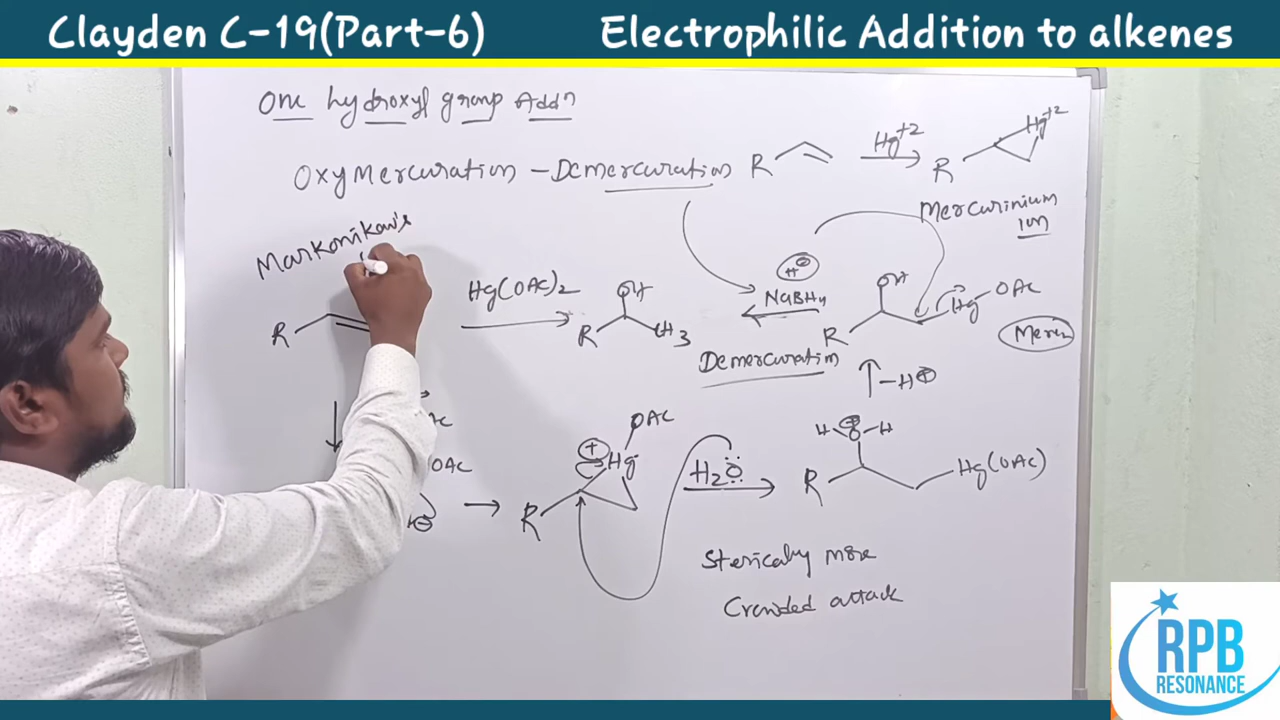 Clayden C-19(Part-6) Electrophilic Addition to alkenes
One hydroxyl group Addn
Oxymercuration - Demercuration
R Hg+2 R Hg+2
Mercurinium
ion
Markonikov's
H⊖
NaBH4
Demercuration
R
Hg(OAC)2
R OH CH3
R OH Hg OAC
-H⊕
OAC
R + Hg OAC
H2O
H O H
R Hg(OAC)
Sterically more
Crowded attack
RPB
RESONANCE